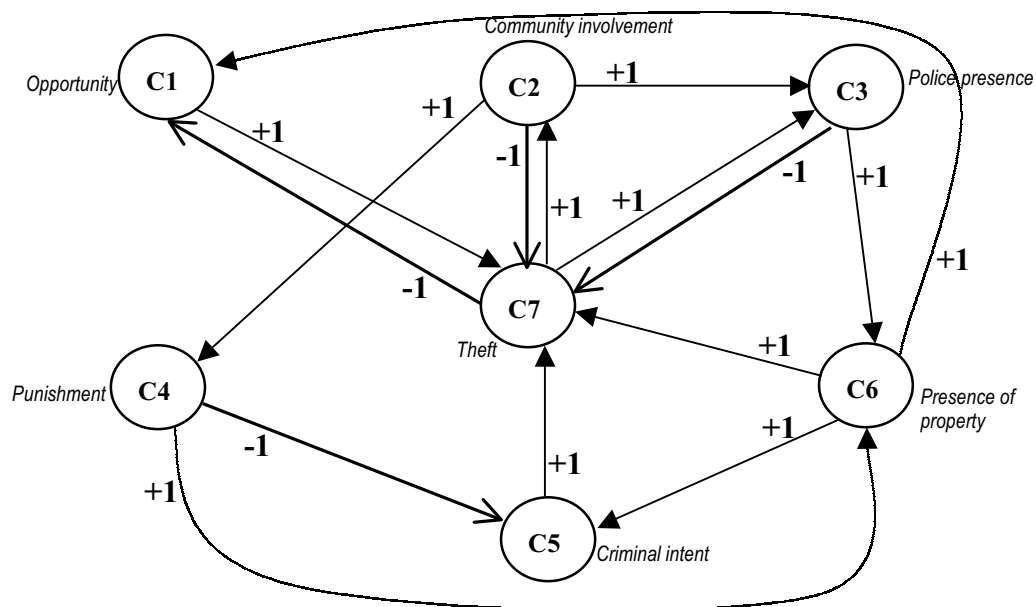 Community involvement
C1
C2
C3
Opportunity
Police presence
+1
+1
+1
-1
-1
+1
+1
+1
-1
+1
C7
Theft
+1
C4
Punishment
C6
Presence of
property
-1
+1
+1
+1
C5
Criminal intent